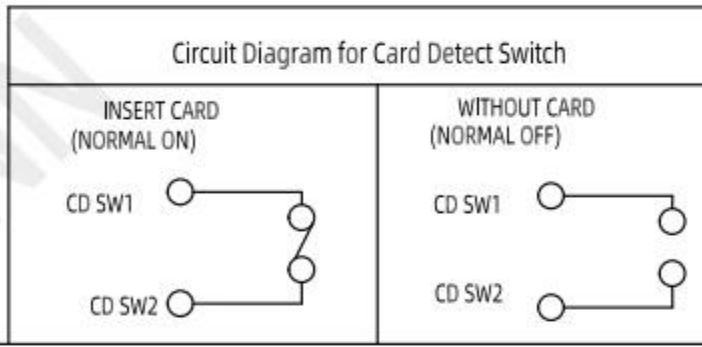 Circuit Diagram for Card Detect Switch
INSERT CARD
(NORMAL ON)
CD SW1
CD SW2
WITHOUT CARD
(NORMAL OFF)
CD SW1
CD SW2